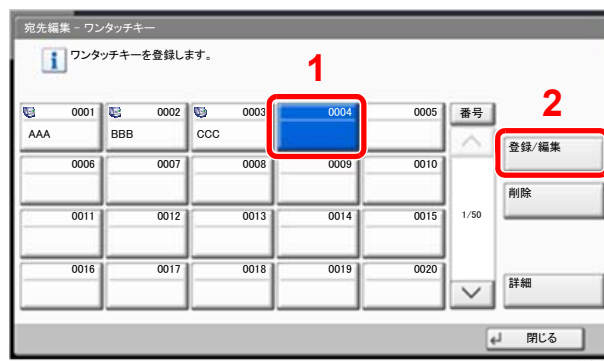 宛先編集 - ワンタッチキー
i ワンタッチキーを登録します。
1
2
0001 0002 0003 0004 0005 番号
AAA BBB CCC
登録/編集
0006 0007 0008 0009 0010
削除
0011 0012 0013 0014 0015 1/50
0016 0017 0018 0019 0020
詳細
閉じる